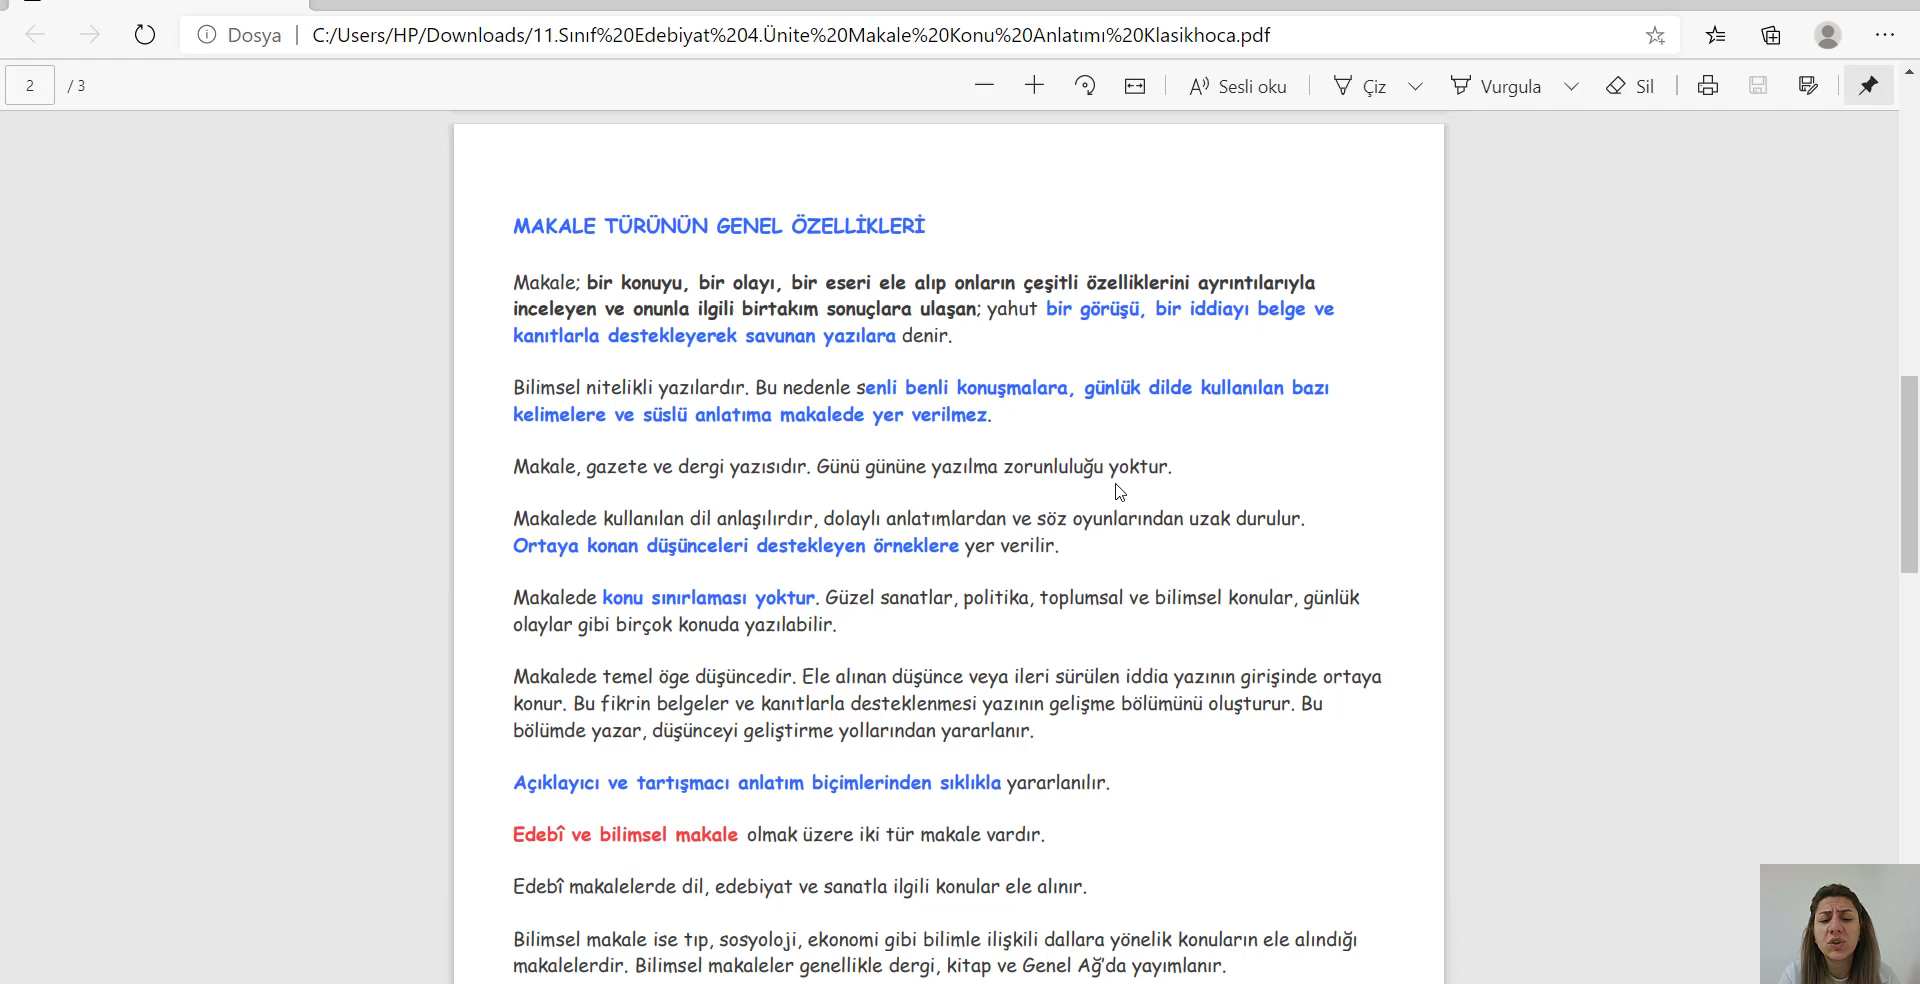 Dosya
C:/Users/HP/Downloads/11.Sınıf%20Edebiyat%204.Ünite%20Makale%20Konu%20Anlatımı%20Klasikhoca.pdf
2 / 3 Sesli oku Çiz Vurgula Sil
MAKALE TÜRÜNÜN GENEL ÖZELLİKLERİ
Makale; bir konuyu, bir olayı, bir eseri ele alıp onların çeşitli özelliklerini ayrıntılarıyla
inceleyen ve onunla ilgili birtakım sonuçlara ulaşan; yahut bir görüşü, bir iddiayı belge ve
kanıtlarla destekleyerek savunan yazılara denir.
Bilimsel nitelikli yazılardır. Bu nedenle senli benli konuşmalara, günlük dilde kullanılan bazı
kelimelere ve süslü anlatıma makalede yer verilmez.
Makale, gazete ve dergi yazısıdır. Günü gününe yazılma zorunluluğu yoktur.
Makalede kullanılan dil anlaşılırdır, dolaylı anlatımlardan ve söz oyunlarından uzak durulur.
Ortaya konan düşünceleri destekleyen örneklere yer verilir.
Makalede konu sınırlaması yoktur. Güzel sanatlar, politika, toplumsal ve bilimsel konular, günlük
olaylar gibi birçok konuda yazılabilir.
Makalede temel öge düşüncedir. Ele alınan düşünce veya ileri sürülen iddia yazının girişinde ortaya
konur. Bu fikrin belgeler ve kanıtlarla desteklenmesi yazının gelişme bölümünü oluşturur. Bu
bölümde yazar, düşünceyi geliştirme yollarından yararlanır.
Açıklayıcı ve tartışmacı anlatım biçimlerinden sıklıkla yararlanılır.
Edebî ve bilimsel makale olmak üzere iki tür makale vardır.
Edebî makalelerde dil, edebiyat ve sanatla ilgili konular ele alınır.
Bilimsel makale ise tıp, sosyoloji, ekonomi gibi bilimle ilişkili dallara yönelik konuların ele alındığı
makalelerdir. Bilimsel makaleler genellikle dergi, kitap ve Genel Ağ'da yayımlanır.